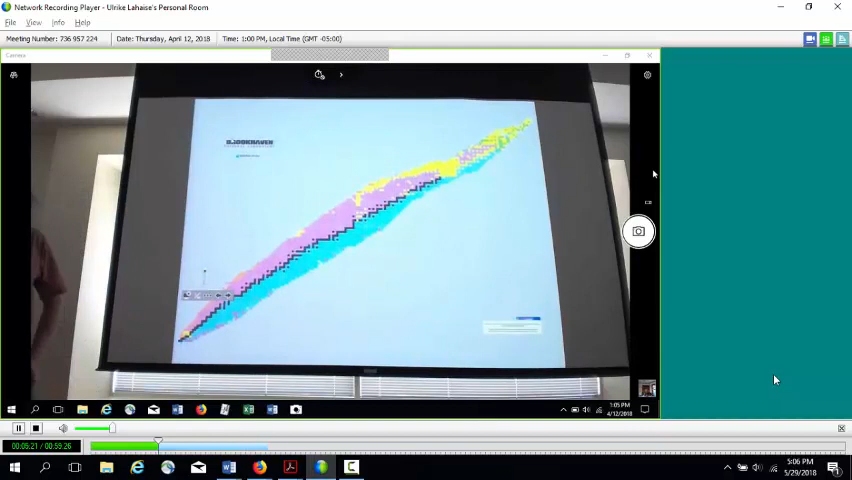 Network Recording Player - Ulrike Lahaise's Personal Room
File View Info Help
Meeting Number: 736 957 224 Date: Thursday, April 12, 2018 Time: 1:00 PM, Local Time (GMT -05:00)
Camera
BROOKHAVEN
1:05 PM
4/12/2018
00:05:21 / 00:59:26
5:06 PM
5/29/2018